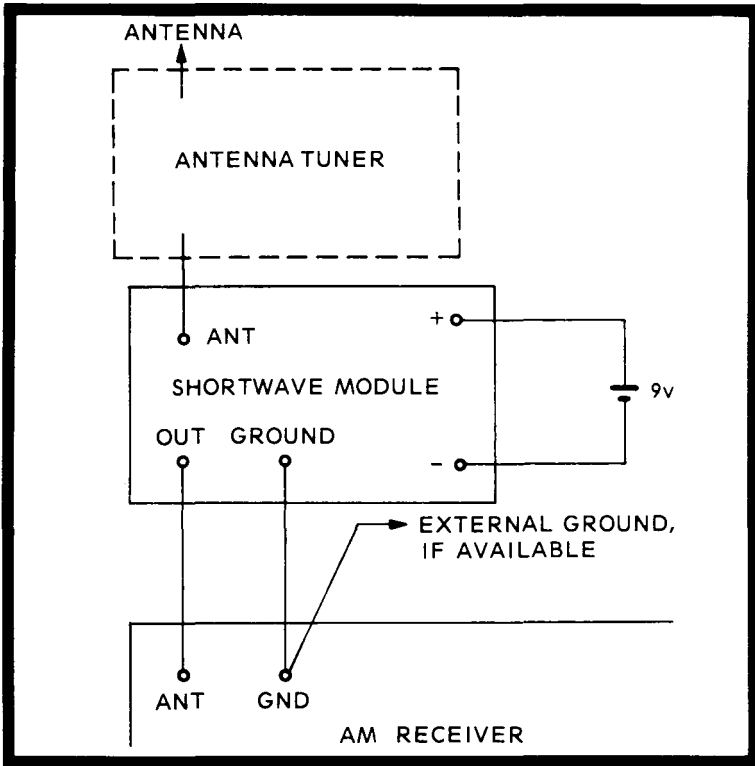 ANTENNA
ANTENNA TUNER
ANT
+
SHORTWAVE MODULE
9v
OUT GROUND
-
EXTERNAL GROUND,
IF AVAILABLE
ANT GND
AM RECEIVER